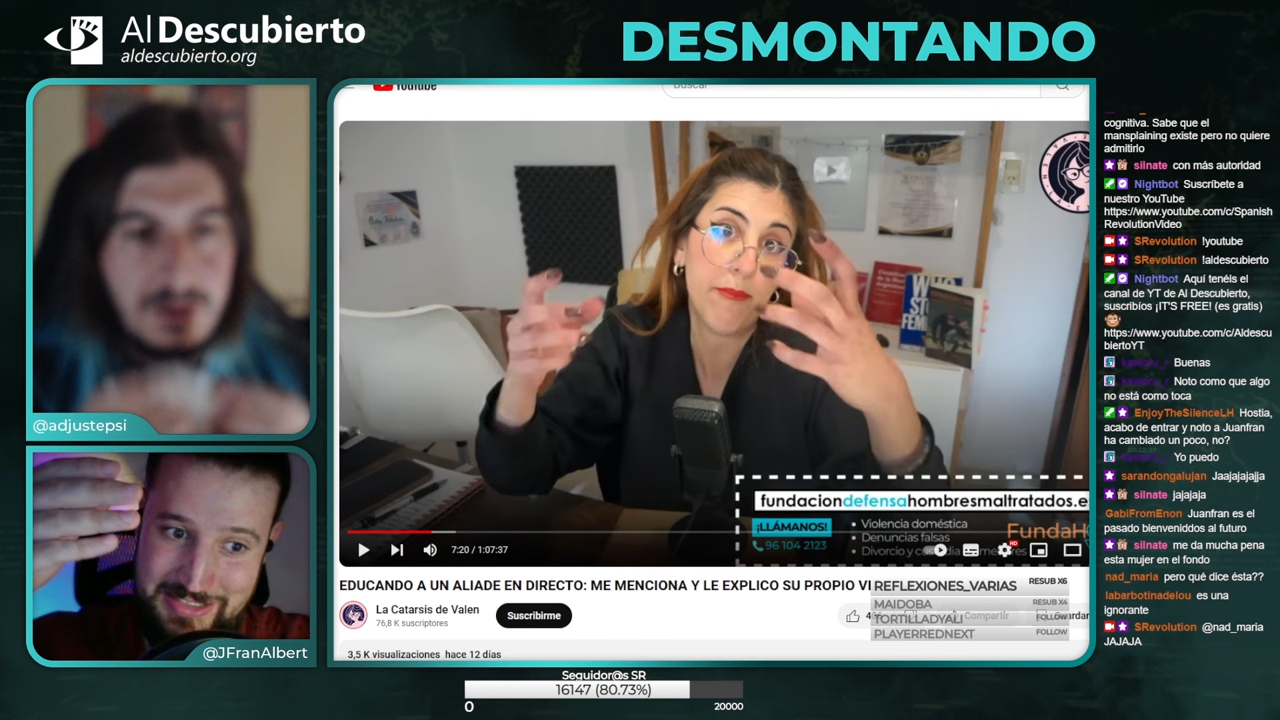 Al Descubierto
aldescubierto.org
DESMONTANDO
@adjustepsi
@JFranAlbert
YouTube
Buscar
fundaciondefensahombresmaltratados.e
¡LLÁMANOS!
96 104 2123
• Violencia doméstica
• Denuncias falsas
• Divorcio y
FundaH
7:20 / 1:07:37
HD
EDUCANDO A UN ALIADE EN DIRECTO: ME MENCIONA Y LE EXPLICO SU PROPIO VI
La Catarsis de Valen
76,8 K suscriptores
Suscribirme
Compartir
REFLEXIONES_VARIAS RESUB X6
MAIDOBA RESUB X4
TORTILLADYALI FOLLOW
PLAYERREDNEXT FOLLOW
3,5 K visualizaciones hace 12 días
cognitiva. Sabe que el
mansplaining existe pero no quiere
admitirlo
silnate con más autoridad
Nightbot Suscríbete a
nuestro YouTube
https://www.youtube.com/c/Spanish
RevolutionVideo
SRevolution !youtube
SRevolution !aldescubierto
Nightbot Aquí tenéis el
canal de YT de Al Descubierto,
suscribíos ¡IT'S FREE! (es gratis)
https://www.youtube.com/c/Aldescu
biertoYT
Buenas
Noto como que algo
no está como toca
EnjoyTheSilenceLH Hostia,
acabo de entrar y noto a Juanfran
ha cambiado un poco, no?
Yo puedo
sarandongalujan Jaajajajajja
silnate jajajaja
GabiFromEnon Juanfran es el
pasado bienveniddos al futuro
silnate me da mucha pena
esta mujer en el fondo
nad_maria pero qué dice ésta??
labarbotinadelou es una
ignorante
SRevolution @nad_maria
JAJAJA
Seguidor@s SR
16147 (80.73%)
0
20000